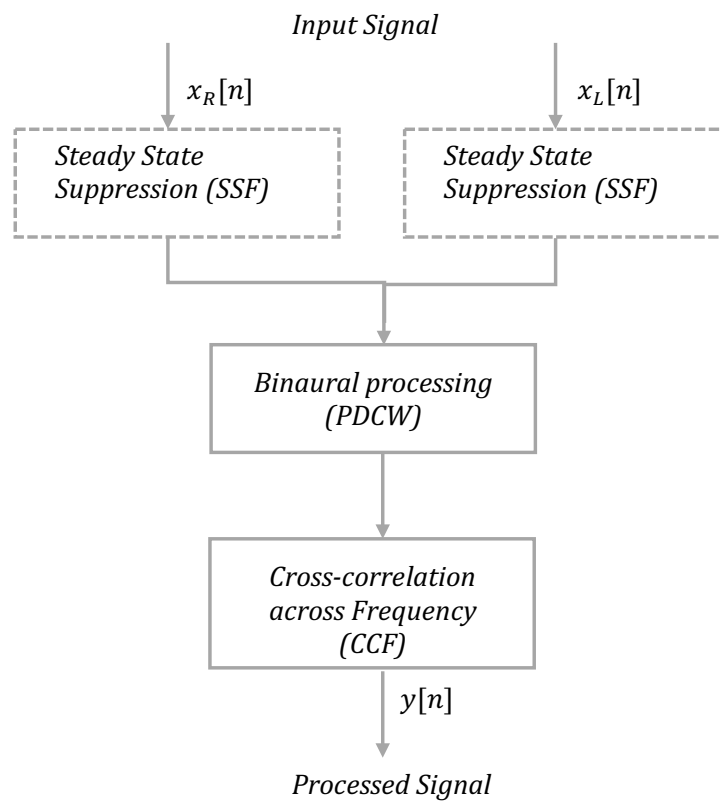 Input Signal
x_R[n]
x_L[n]
Steady State
Suppression (SSF)
Steady State
Suppression (SSF)
Binaural processing
(PDCW)
Cross-correlation
across Frequency
(CCF)
y[n]
Processed Signal